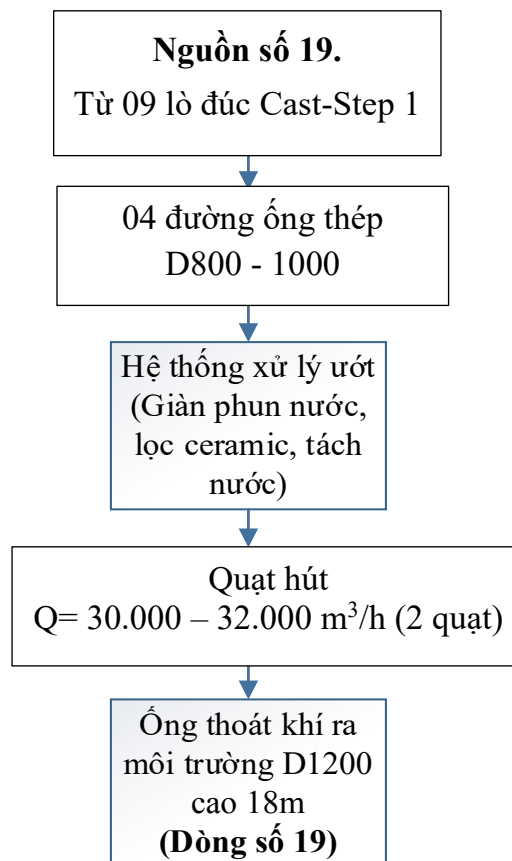 Nguồn số 19.
Từ 09 lò đúc Cast-Step 1
04 đường ống thép
D800 - 1000
Hệ thống xử lý ướt
(Giàn phun nước,
lọc ceramic, tách
nước)
Quạt hút
Q= 30.000 – 32.000 m³/h (2 quạt)
Ống thoát khí ra
môi trường D1200
cao 18m
(Dòng số 19)